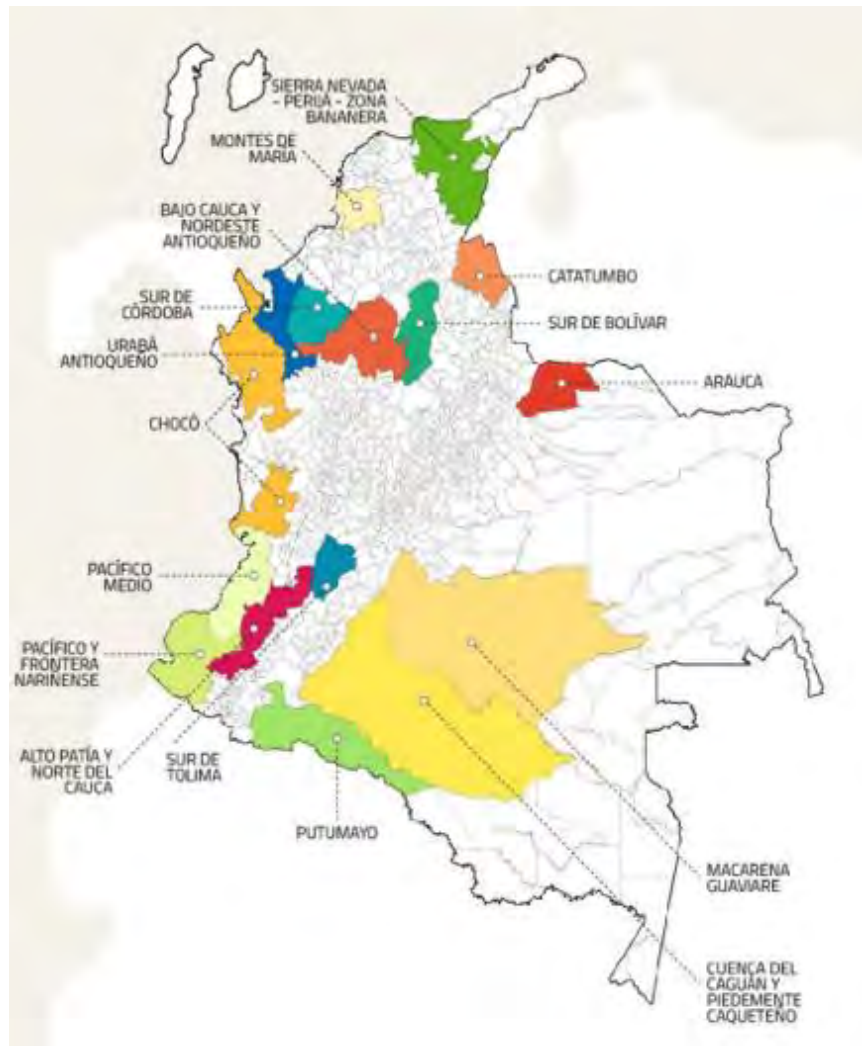 SIERRA NEVADA
- PERIJÁ - ZONA
BANANERA
MONTES DE
MARÍA
BAJO CAUCA Y
NORDESTE
ANTIOQUEÑO
CATATUMBO
SUR DE
CÓRDOBA
SUR DE BOLÍVAR
URABÁ
ANTIOQUEÑO
ARAUCA
CHOCÓ
PACÍFICO
MEDIO
PACÍFICO Y
FRONTERA
NARIÑENSE
ALTO PATÍA Y
NORTE DEL
CAUCA
SUR DE
TOLIMA
PUTUMAYO
MACARENA
GUAVIARE
CUENCA DEL
CAGUÁN Y
PIEDEMENTE
CAQUETEÑO